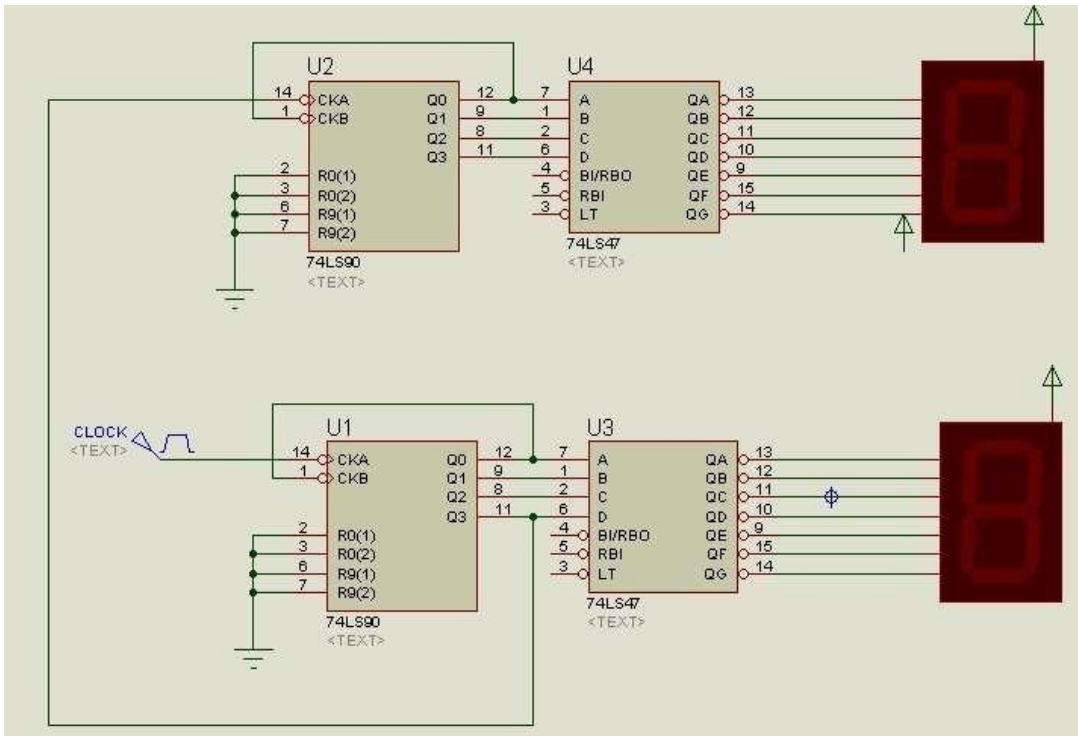 U2
14 CKA Q0 12
1 CKB Q1 9
Q2 8
Q3 11
2 R0(1)
3 R0(2)
6 R9(1)
7 R9(2)
74LS90
<TEXT>
U4
7 A QA 13
1 B QB 12
2 C QC 11
6 D QD 10
4 BI/RBO QE 9
5 RBI QF 15
3 LT QG 14
74LS47
<TEXT>
CLOCK
<TEXT>
U1
14 CKA Q0 12
1 CKB Q1 9
Q2 8
Q3 11
2 R0(1)
3 R0(2)
6 R9(1)
7 R9(2)
74LS90
<TEXT>
U3
7 A QA 13
1 B QB 12
2 C QC 11
6 D QD 10
4 BI/RBO QE 9
5 RBI QF 15
3 LT QG 14
74LS47
<TEXT>